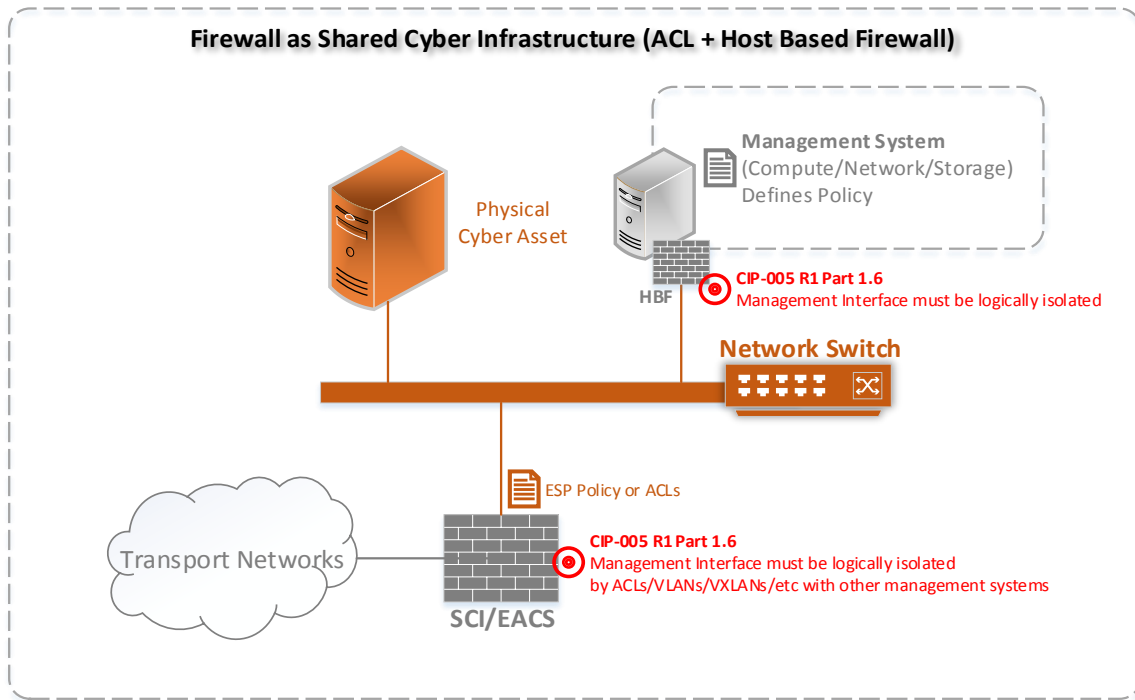 Firewall as Shared Cyber Infrastructure (ACL + Host Based Firewall)
Management System
(Compute/Network/Storage)
Defines Policy
Physical
Cyber Asset
HBF
CIP-005 R1 Part 1.6
Management Interface must be logically isolated
Network Switch
ESP Policy or ACLs
Transport Networks
CIP-005 R1 Part 1.6
Management Interface must be logically isolated
by ACLs/VLANs/VXLANs/etc with other management systems
SCI/EACS